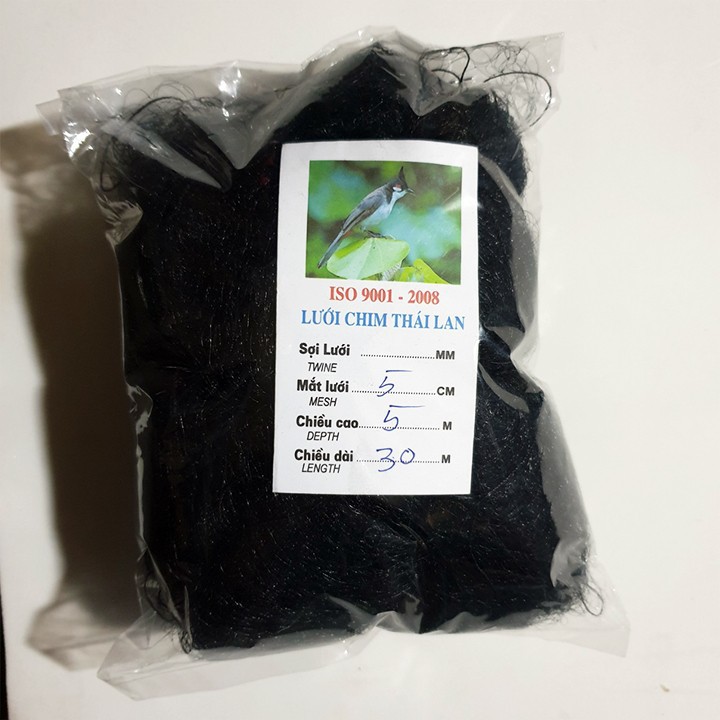 ISO 9001 - 2008
LƯỚI CHIM THÁI LAN
Sợi Lưới ........................MM
TWINE
Mắt lưới ......5......CM
MESH
Chiều cao......5......M
DEPTH
Chiều dài ......30......M
LENGTH